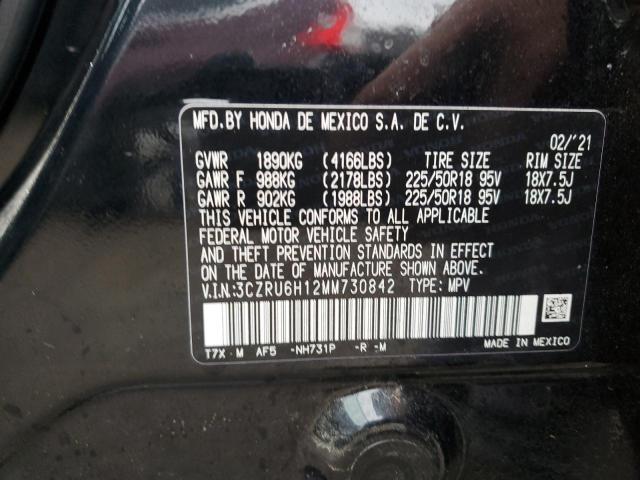 MFD.BY HONDA DE MEXICO S.A. DE C.V.
02/'21
GVWR 1890KG (4166LBS) TIRE SIZE RIM SIZE
GAWR F 988KG (2178LBS) 225/50R18 95V 18X7.5J
GAWR R 902KG (1988LBS) 225/50R18 95V 18X7.5J
THIS VEHICLE CONFORMS TO ALL APPLICABLE
FEDERAL MOTOR VEHICLE SAFETY
AND THEFT PREVENTION STANDARDS IN EFFECT
ON THE DATE OF MANUFACTURE SHOWN ABOVE.
V.I.N:3CZRU6H12MM730842 TYPE: MPV
T7X M AF5 -NH731P -R -M
MADE IN MEXICO